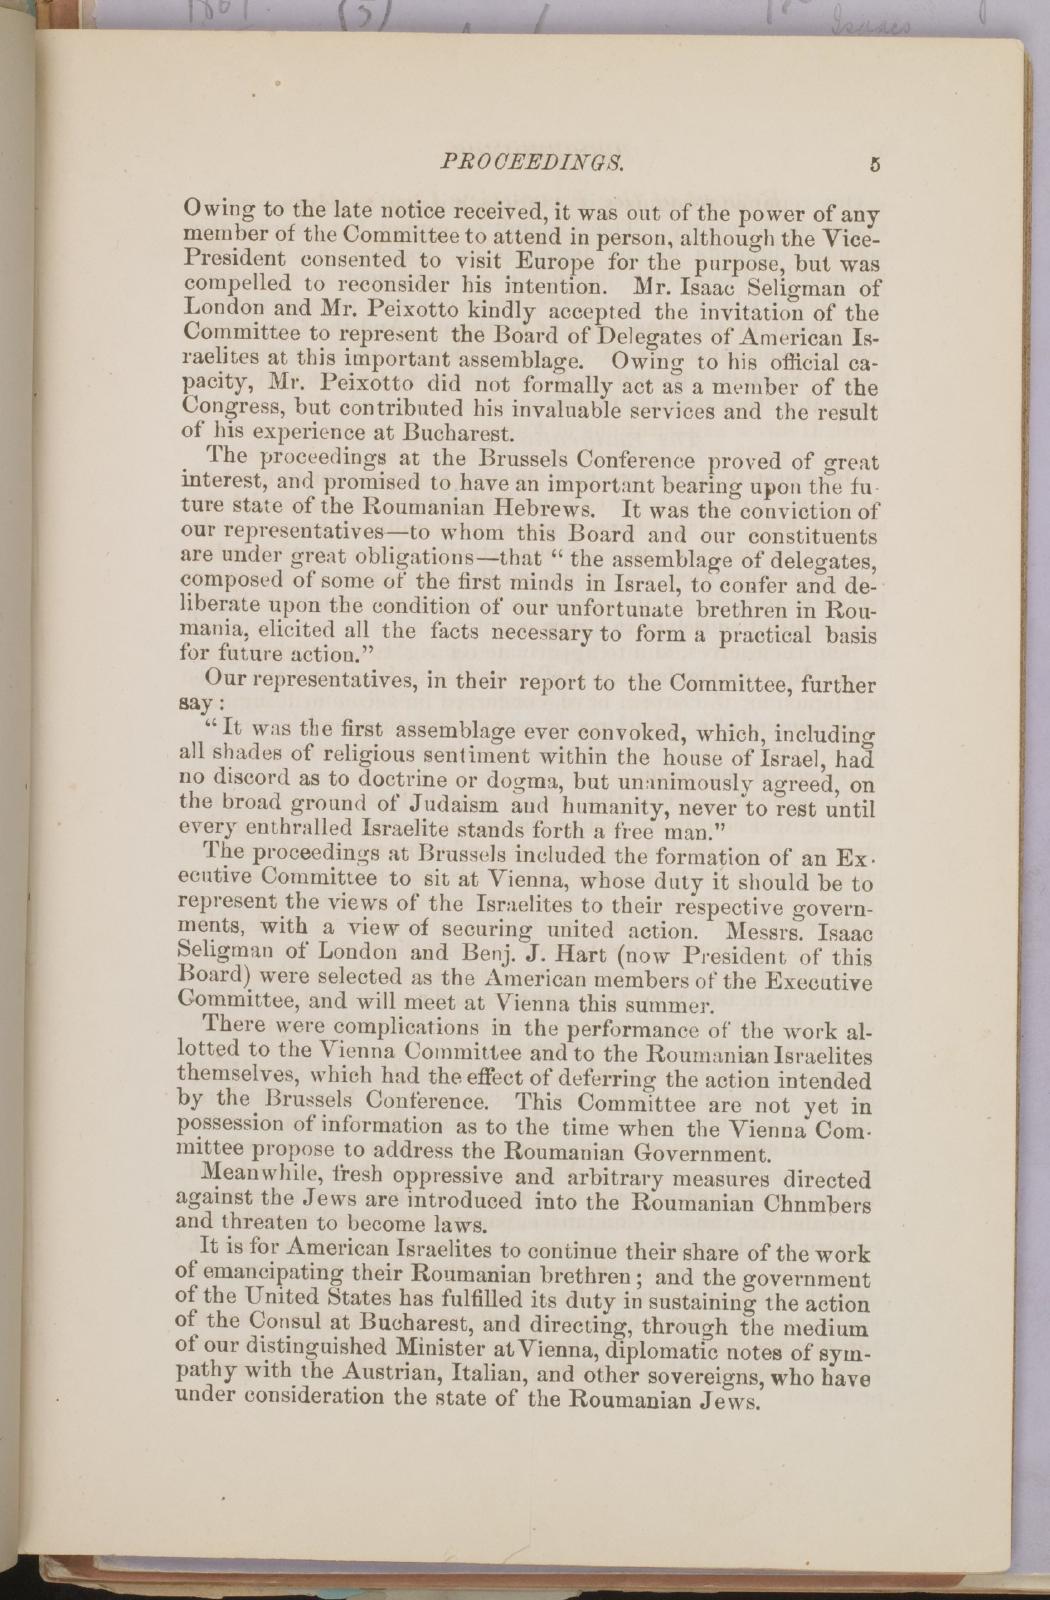 1867. (5)
Isaacs
PROCEEDINGS. 5
Owing to the late notice received, it was out of the power of any
member of the Committee to attend in person, although the Vice-
President consented to visit Europe for the purpose, but was
compelled to reconsider his intention. Mr. Isaac Seligman of
London and Mr. Peixotto kindly accepted the invitation of the
Committee to represent the Board of Delegates of American Is-
raelites at this important assemblage. Owing to his official ca-
pacity, Mr. Peixotto did not formally act as a member of the
Congress, but contributed his invaluable services and the result
of his experience at Bucharest.
The proceedings at the Brussels Conference proved of great
interest, and promised to have an important bearing upon the fu-
ture state of the Roumanian Hebrews. It was the conviction of
our representatives—to whom this Board and our constituents
are under great obligations—that “ the assemblage of delegates,
composed of some of the first minds in Israel, to confer and de-
liberate upon the condition of our unfortunate brethren in Rou-
mania, elicited all the facts necessary to form a practical basis
for future action.”
Our representatives, in their report to the Committee, further
say :
“ It was the first assemblage ever convoked, which, including
all shades of religious sentiment within the house of Israel, had
no discord as to doctrine or dogma, but unanimously agreed, on
the broad ground of Judaism and humanity, never to rest until
every enthralled Israelite stands forth a free man.”
The proceedings at Brussels included the formation of an Ex-
ecutive Committee to sit at Vienna, whose duty it should be to
represent the views of the Israelites to their respective govern-
ments, with a view of securing united action. Messrs. Isaac
Seligman of London and Benj. J. Hart (now President of this
Board) were selected as the American members of the Executive
Committee, and will meet at Vienna this summer.
There were complications in the performance of the work al-
lotted to the Vienna Committee and to the Roumanian Israelites
themselves, which had the effect of deferring the action intended
by the Brussels Conference. This Committee are not yet in
possession of information as to the time when the Vienna Com-
mittee propose to address the Roumanian Government.
Meanwhile, fresh oppressive and arbitrary measures directed
against the Jews are introduced into the Roumanian Chnmbers
and threaten to become laws.
It is for American Israelites to continue their share of the work
of emancipating their Roumanian brethren ; and the government
of the United States has fulfilled its duty in sustaining the action
of the Consul at Bucharest, and directing, through the medium
of our distinguished Minister at Vienna, diplomatic notes of sym-
pathy with the Austrian, Italian, and other sovereigns, who have
under consideration the state of the Roumanian Jews.